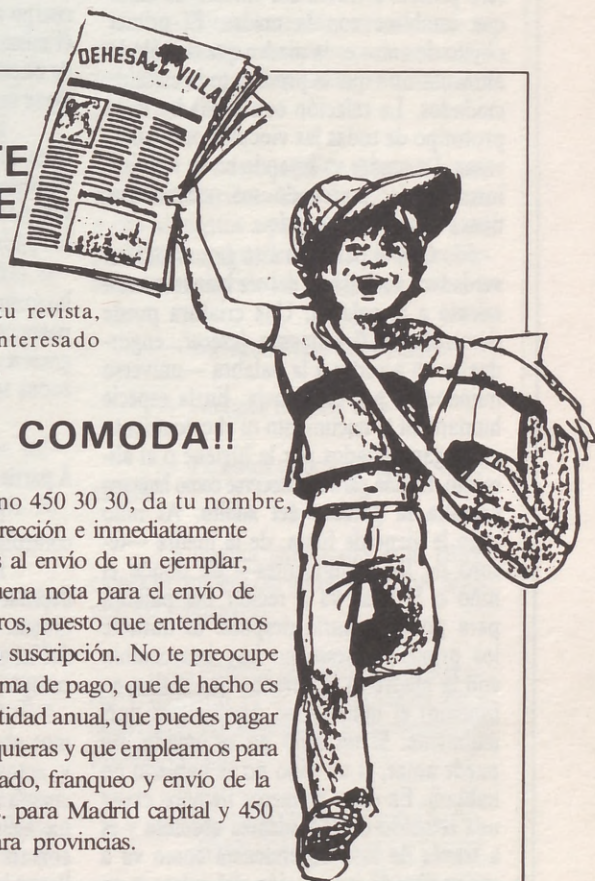 DEHESA DE LA VILLA
TE
E
tu revista,
nteresado
COMODA!!
no 450 30 30, da tu nombre,
rección e inmediatamente
s al envío de un ejemplar,
uena nota para el envío de
ros, puesto que entendemos
a suscripción. No te preocupe
ma de pago, que de hecho es
tidad anual, que puedes pagar
quieras y que empleamos para
ado, franqueo y envío de la
s. para Madrid capital y 450
ara provincias.